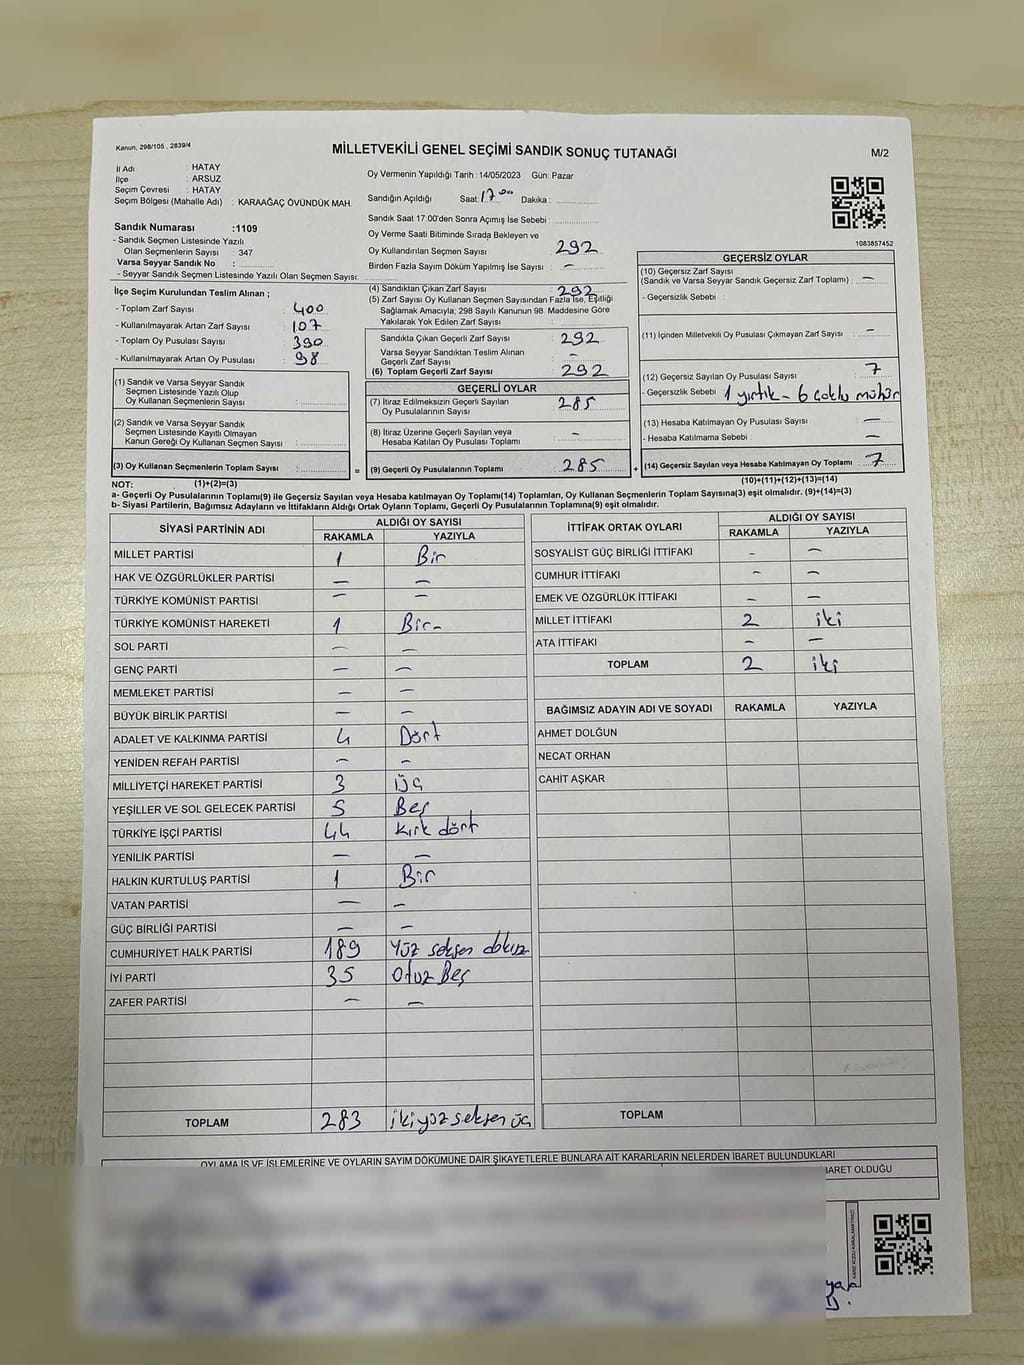 Kanun, 298/105 , 2839/4
MİLLETVEKİLİ GENEL SEÇİMİ SANDIK SONUÇ TUTANAĞI
M/2
İl Adı : HATAY
İlçe : ARSUZ
Seçim Çevresi : HATAY
Seçim Bölgesi (Mahalle Adı) : KARAAĞAÇ ÖVÜNDÜK MAH.
Sandık Numarası :1109
- Sandık Seçmen Listesinde Yazılı
Olan Seçmenlerin Sayısı : 347
Varsa Seyyar Sandık No :
- Seyyar Sandık Seçmen Listesinde Yazılı Olan Seçmen Sayısı:
Oy Vermenin Yapıldığı Tarih :14/05/2023 Gün: Pazar
Sandığın Açıldığı Saat: 17 00 Dakika :
Sandık Saat 17:00'den Sonra Açımış İse Sebebi :
Oy Verme Saati Bitiminde Sırada Bekleyen ve
Oy Kullandırılan Seçmen Sayısı 292
Birden Fazla Sayım Döküm Yapılmış İse Sayısı : –
1083857452
İlçe Seçim Kurulundan Teslim Alınan ;
- Toplam Zarf Sayısı : 400
- Kullanılmayarak Artan Zarf Sayısı : 107
- Toplam Oy Pusulası Sayısı : 390
- Kullanılmayarak Artan Oy Pusulası : 98
(1) Sandık ve Varsa Seyyar Sandık
Seçmen Listesinde Yazılı Olup
Oy Kullanan Seçmenlerin Sayısı :
(2) Sandık ve Varsa Seyyar Sandık
Seçmen Listesinde Kayıtlı Olmayan
Kanun Gereği Oy Kullanan Seçmen Sayısı :
(3) Oy Kullanan Seçmenlerin Toplam Sayısı :
(4) Sandıktan Çıkan Zarf Sayısı : 292
(5) Zarf Sayısı Oy Kullanan Seçmen Sayısından Fazla İse, Eşitliği
Sağlamak Amacıyla; 298 Sayılı Kanunun 98. Maddesine Göre
Yakılarak Yok Edilen Zarf Sayısı :
Sandıkta Çıkan Geçerli Zarf Sayısı : 292
Varsa Seyyar Sandıktan Teslim Alınan
Geçerli Zarf Sayısı : –
(6) Toplam Geçerli Zarf Sayısı : 292
GEÇERLİ OYLAR
(7) İtiraz Edilmeksizin Geçerli Sayılan
Oy Pusulalarının Sayısı : 285
(8) İtiraz Üzerine Geçerli Sayılan veya
Hesaba Katılan Oy Pusulası Toplamı : –
= (9) Geçerli Oy Pusulalarının Toplamı : 285
GEÇERSİZ OYLAR
(10) Geçersiz Zarf Sayısı
(Sandık ve Varsa Seyyar Sandık Geçersiz Zarf Toplamı) : –
- Geçersizlik Sebebi :
(11) İçinden Milletvekili Oy Pusulası Çıkmayan Zarf Sayısı : –
(12) Geçersiz Sayılan Oy Pusulası Sayısı : 7
- Geçersizlik Sebebi : 1 yırtık – 6 çoklu mühür
(13) Hesaba Katılmayan Oy Pusulası Sayısı : –
- Hesaba Katılmama Sebebi : –
+ (14) Geçersiz Sayılan veya Hesaba Katılmayan Oy Toplamı : 7
NOT: (1)+(2)=(3)
(10)+(11)+(12)+(13)=(14)
a- Geçerli Oy Pusulalarının Toplamı(9) ile Geçersiz Sayılan veya Hesaba katılmayan Oy Toplamı(14) Toplamları, Oy Kullanan Seçmenlerin Toplam Sayısına(3) eşit olmalıdır. (9)+(14)=(3)
b- Siyasi Partilerin, Bağımsız Adayların ve İttifakların Aldığı Oyların Toplamı, Geçerli Oy Pusulalarının Toplamına(9) eşit olmalıdır.
SİYASİ PARTİNİN ADI ALDIĞI OY SAYISI
RAKAMLA YAZIYLA
MİLLET PARTİSİ 1 Bir
HAK VE ÖZGÜRLÜKLER PARTİSİ – –
TÜRKİYE KOMÜNİST PARTİSİ – –
TÜRKİYE KOMÜNİST HAREKETİ 1 Bir-
SOL PARTİ – –
GENÇ PARTİ – –
MEMLEKET PARTİSİ – –
BÜYÜK BİRLİK PARTİSİ – –
ADALET VE KALKINMA PARTİSİ 4 Dört
YENİDEN REFAH PARTİSİ – –
MİLLİYETÇİ HAREKET PARTİSİ 3 Üç
YEŞİLLER VE SOL GELECEK PARTİSİ 5 Beş
TÜRKİYE İŞÇİ PARTİSİ 44 Kırk dört
YENİLİK PARTİSİ – –
HALKIN KURTULUŞ PARTİSİ 1 Bir
VATAN PARTİSİ – –
GÜÇ BİRLİĞİ PARTİSİ – –
CUMHURİYET HALK PARTİSİ 189 Yüz seksen dokuz
İYİ PARTİ 35 Otuz Beş
ZAFER PARTİSİ – –
TOPLAM 283 ikiyüz seksen üç
İTTİFAK ORTAK OYLARI ALDIĞI OY SAYISI
RAKAMLA YAZIYLA
SOSYALİST GÜÇ BİRLİĞİ İTTİFAKI – –
CUMHUR İTTİFAKI – –
EMEK VE ÖZGÜRLÜK İTTİFAKI – –
MİLLET İTTİFAKI 2 iki
ATA İTTİFAKI – –
TOPLAM 2 iki
BAĞIMSIZ ADAYIN ADI VE SOYADI RAKAMLA YAZIYLA
AHMET DOLĞUN
NECAT ORHAN
CAHİT AŞKAR
TOPLAM
OYLAMA İŞ VE İŞLEMLERİNE VE OYLARIN SAYIM DÖKÜMÜNE DAİR ŞİKAYETLERLE BUNLARA AİT KARARLARIN NELERDEN İBARET BULUNDUKLARI
BARET OLDUĞU